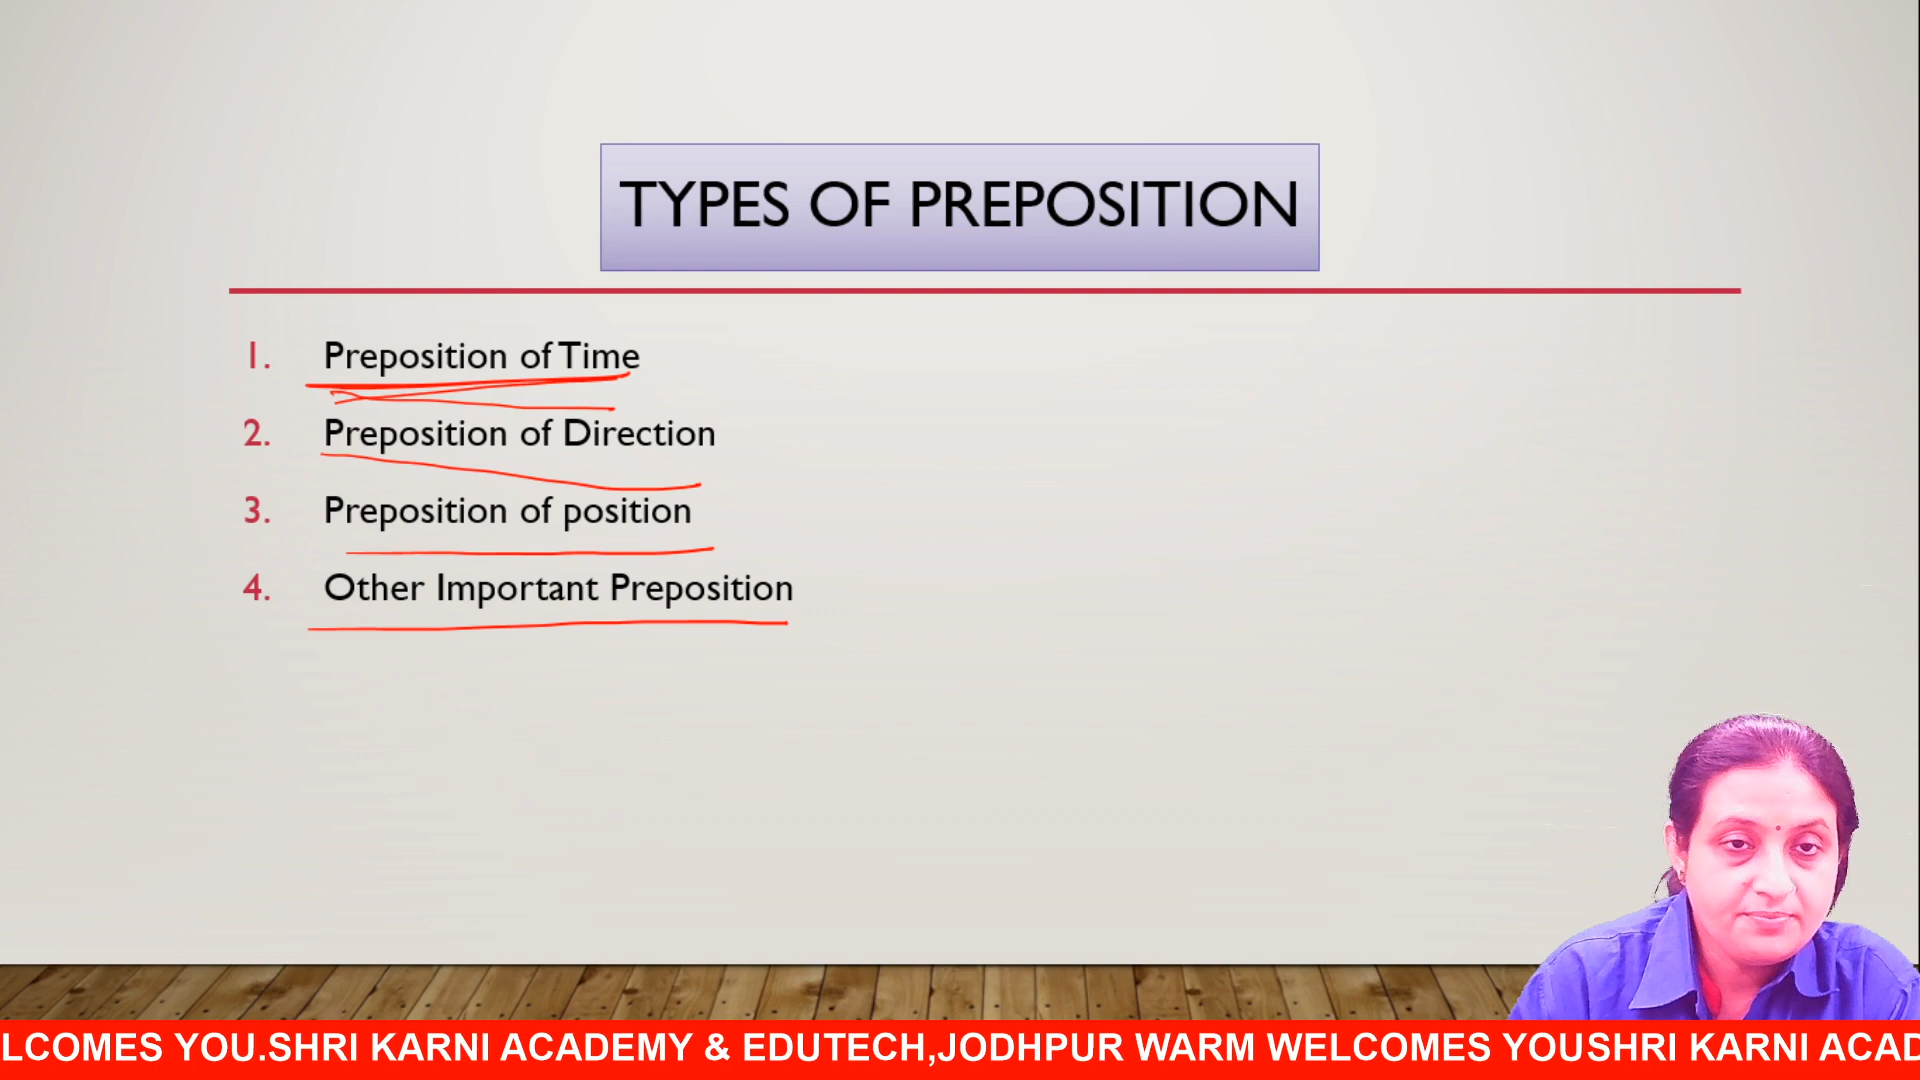 TYPES OF PREPOSITION
1. Preposition of Time
2. Preposition of Direction
3. Preposition of position
4. Other Important Preposition
LCOMES YOU.SHRI KARNI ACADEMY & EDUTECH,JODHPUR WARM WELCOMES YOUSHRI KARNI ACAD